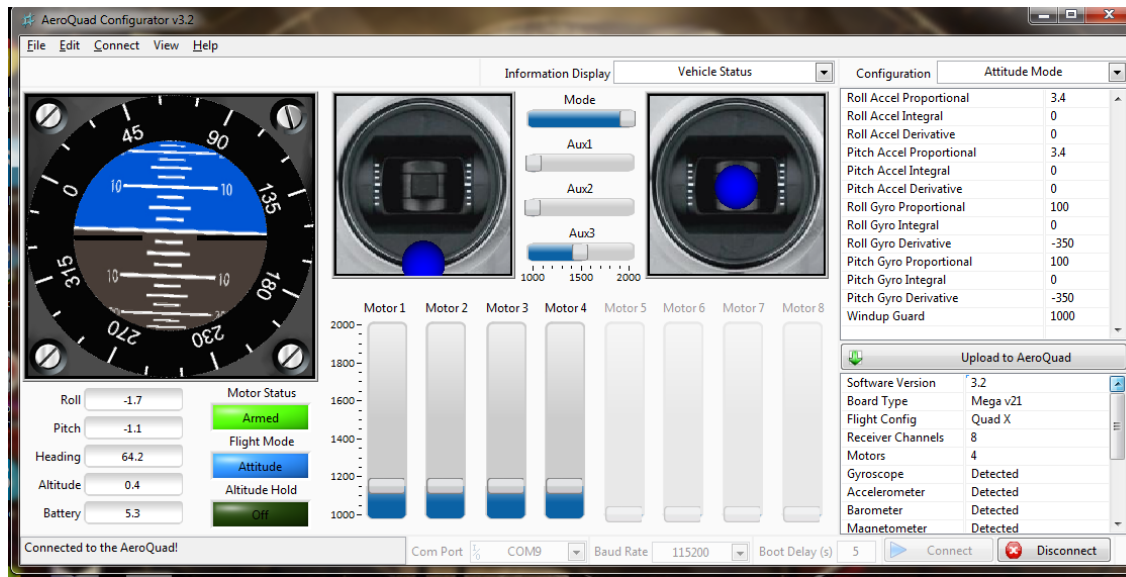 AeroQuad Configurator v3.2
File Edit Connect View Help
Information Display Vehicle Status Configuration Attitude Mode
45 90 135 180 230 270 315 0
10 10
10 10
Mode
Aux1
Aux2
Aux3
1000 1500 2000
Roll Accel Proportional 3.4
Roll Accel Integral 0
Roll Accel Derivative 0
Pitch Accel Proportional 3.4
Pitch Accel Integral 0
Pitch Accel Derivative 0
Roll Gyro Proportional 100
Roll Gyro Integral 0
Roll Gyro Derivative -350
Pitch Gyro Proportional 100
Pitch Gyro Integral 0
Pitch Gyro Derivative -350
Windup Guard 1000
Upload to AeroQuad
Motor 1 Motor 2 Motor 3 Motor 4 Motor 5 Motor 6 Motor 7 Motor 8
2000
1800
1600
1400
1200
1000
Roll -1.7
Pitch -1.1
Heading 64.2
Altitude 0.4
Battery 5.3
Motor Status
Armed
Flight Mode
Attitude
Altitude Hold
Off
Software Version 3.2
Board Type Mega v21
Flight Config Quad X
Receiver Channels 8
Motors 4
Gyroscope Detected
Accelerometer Detected
Barometer Detected
Magnetometer Detected
Connected to the AeroQuad! Com Port COM9 Baud Rate 115200 Boot Delay (s) 5 Connect Disconnect